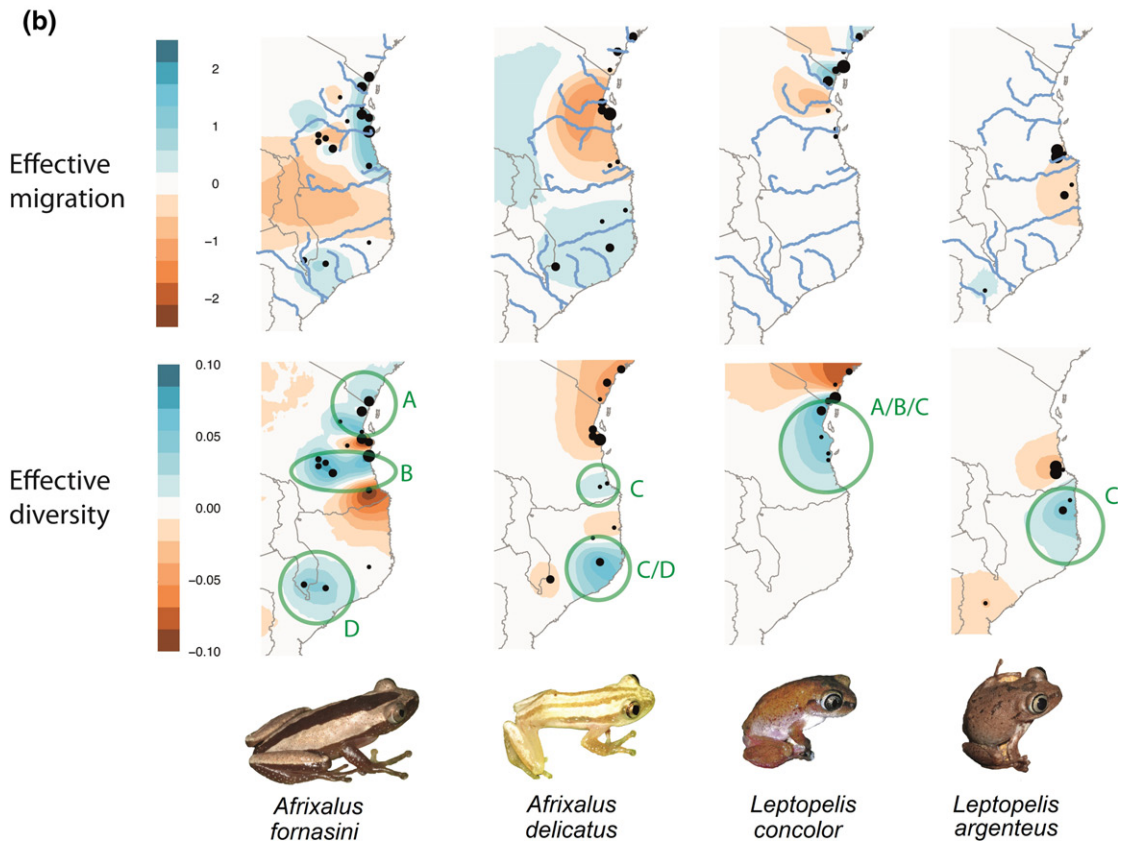 (b)
2
1
0
−1
−2
Effective
migration
0.10
0.05
0.00
−0.05
−0.10
Effective
diversity
A
B
D
C
C/D
A/B/C
C
Afrixalus
fornasini
Afrixalus
delicatus
Leptopelis
concolor
Leptopelis
argenteus